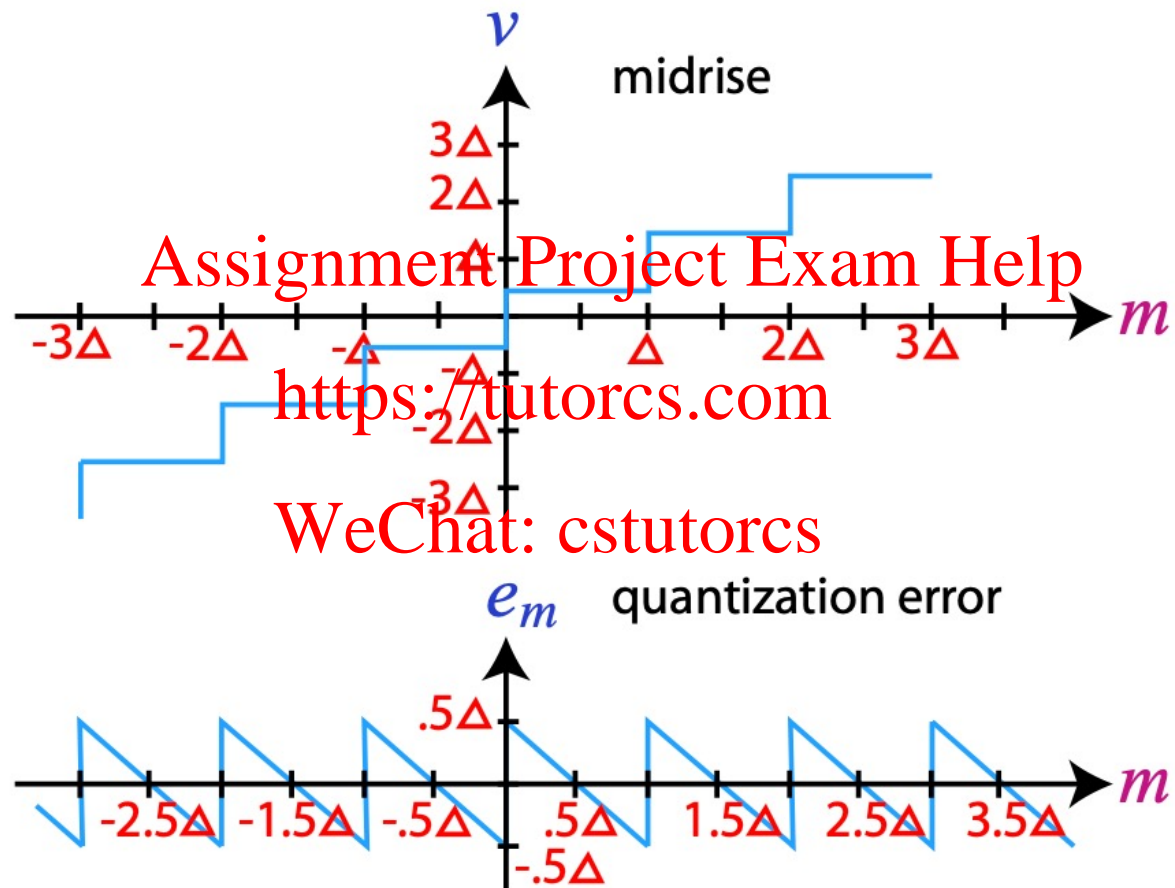 v
midrise
3Δ
2Δ
Δ
Assignment Project Exam Help
-3Δ -2Δ -Δ Δ 2Δ 3Δ m
-Δ
https://tutorcs.com
-2Δ
-3Δ
WeChat: cstutorcs
eₘ quantization error
.5Δ
m
-2.5Δ -1.5Δ -.5Δ .5Δ 1.5Δ 2.5Δ 3.5Δ
-.5Δ